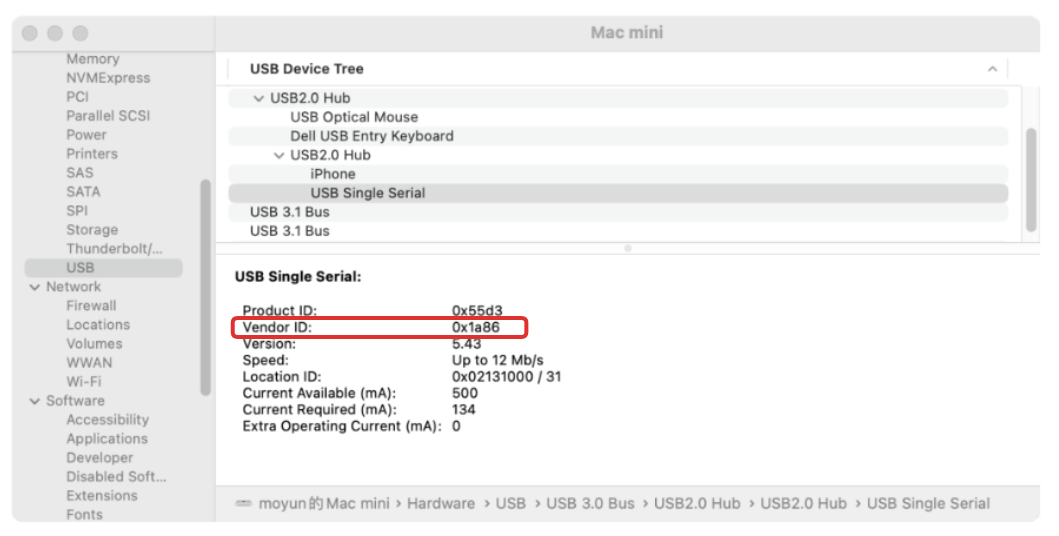 Mac mini
Memory
NVMExpress
PCI
Parallel SCSI
Power
Printers
SAS
SATA
SPI
Storage
Thunderbolt/...
USB
Network
Firewall
Locations
Volumes
WWAN
Wi-Fi
Software
Accessibility
Applications
Developer
Disabled Soft...
Extensions
Fonts
USB Device Tree
USB2.0 Hub
USB Optical Mouse
Dell USB Entry Keyboard
USB2.0 Hub
iPhone
USB Single Serial
USB 3.1 Bus
USB 3.1 Bus
USB Single Serial:
Product ID: 0x55d3
Vendor ID: 0x1a86
Version: 5.43
Speed: Up to 12 Mb/s
Location ID: 0x02131000 / 31
Current Available (mA): 500
Current Required (mA): 134
Extra Operating Current (mA): 0
moyun的Mac mini › Hardware › USB › USB 3.0 Bus › USB2.0 Hub › USB2.0 Hub › USB Single Serial